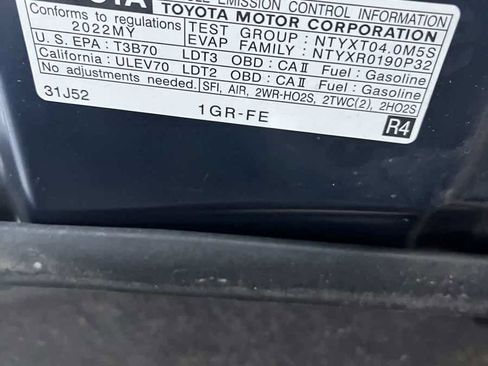 EMISSION CONTROL INFORMATION
TOYOTA MOTOR CORPORATION
Conforms to regulations : 2022MY
TEST GROUP : NTYXT04.0M5S
EVAP FAMILY : NTYXR0190P32
U.S. EPA : T3B70 LDT3 OBD : CAⅡ Fuel : Gasoline
California : ULEV70 LDT2 OBD : CAⅡ Fuel : Gasoline
No adjustments needed. SFI, AIR, 2WR-HO2S, 2TWC(2), 2HO2S
31J52
1GR-FE
R4